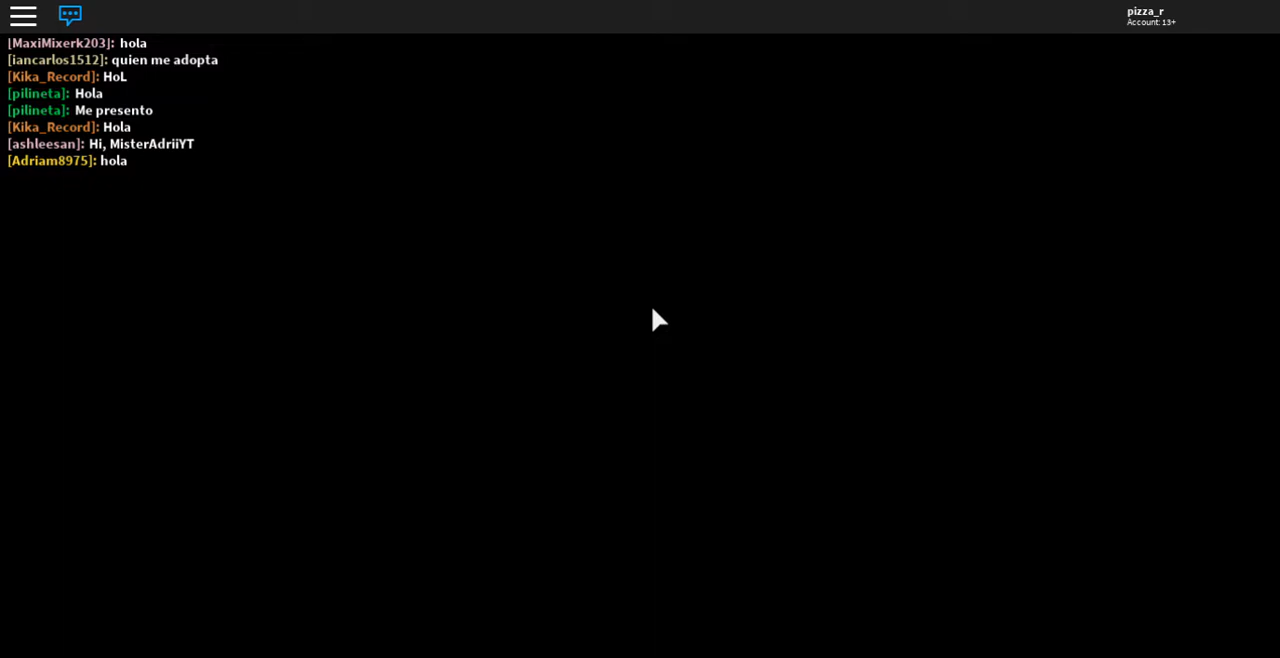 pizza_r
Account: 13+
[MaxiMixerk203]: hola
[iancarlos1512]: quien me adopta
[Kika_Record]: HoL
[pilineta]: Hola
[pilineta]: Me presento
[Kika_Record]: Hola
[ashleesan]: Hi, MisterAdriiYT
[Adriam8975]: hola